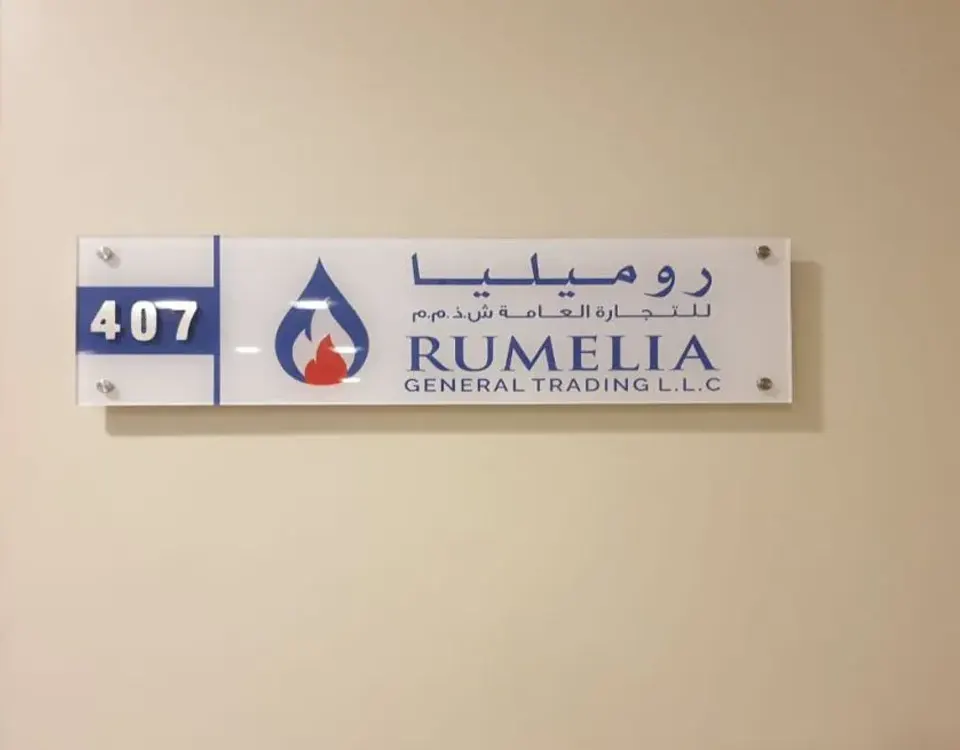 407
روميليا
للتجارة العامة ش.ذ.م.م
RUMELIA
GENERAL TRADING L.L.C